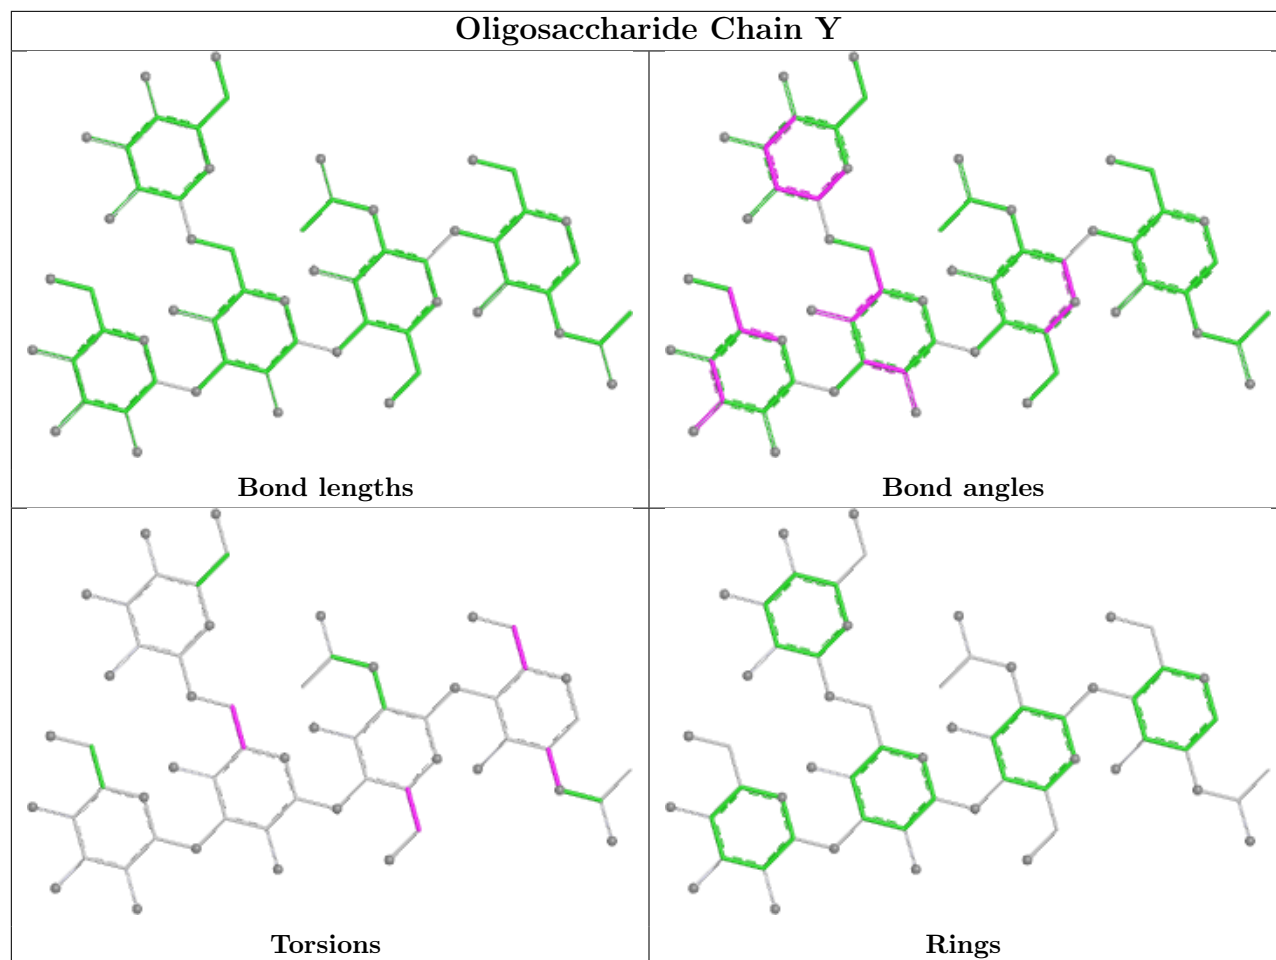 Oligosaccharide Chain Y
Bond lengths
Bond angles
Torsions
Rings